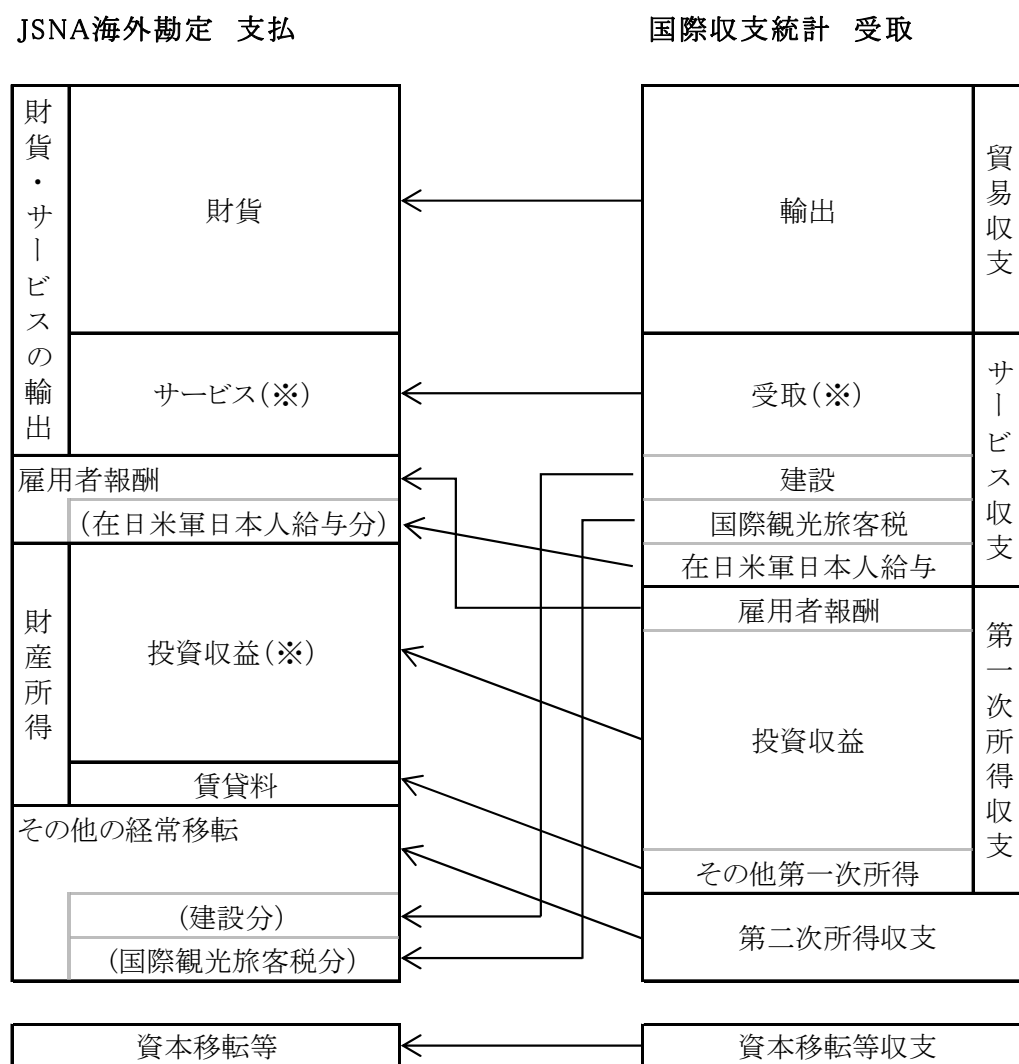 JSNA海外勘定 支払
国際収支統計 受取
財貨・サービスの輸出
財貨
輸出
貿易収支
サービス(※)
受取(※)
サービス収支
雇用者報酬
建設
(在日米軍日本人給与分)
国際観光旅客税
在日米軍日本人給与
財産所得
投資収益(※)
雇用者報酬
第一次所得収支
投資収益
賃貸料
その他の経常移転
その他第一次所得
(建設分)
第二次所得収支
(国際観光旅客税分)
資本移転等
資本移転等収支